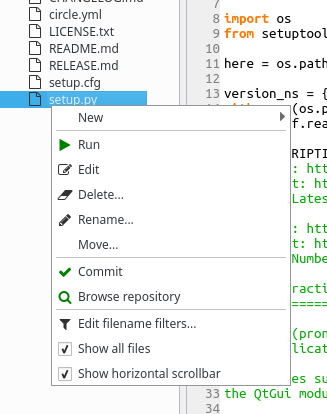 CHANGELOG.md
circle.yml
LICENSE.txt
README.md
RELEASE.md
setup.cfg
setup.py
New
Run
Edit
Delete...
Rename...
Move...
Commit
Browse repository
Edit filename filters...
Show all files
Show horizontal scrollbar
7
8 import os
9 from setuptool
10
11 here = os.path
12
13 version_ns = {
(os.p
f.rea
RIPTI
: htt
t: ht
Latest
: htt
t: ht
Numbe
racti
=====
(pron
licat
es su
33 the QtGui modu
34